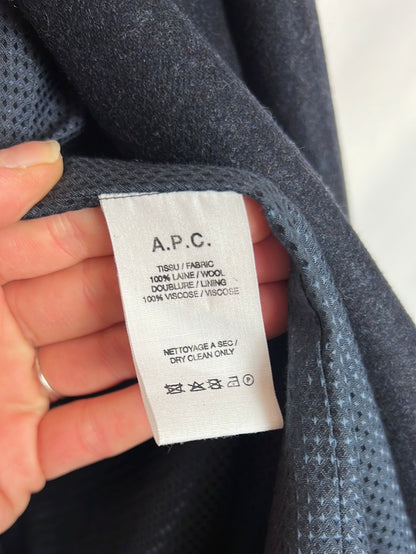 A.P.C.
TISSU / FABRIC
100% LAINE / WOOL
DOUBLURE / LINING
100% VISCOSE / VISCOSE
NETTOYAGE A SEC /
DRY CLEAN ONLY
P